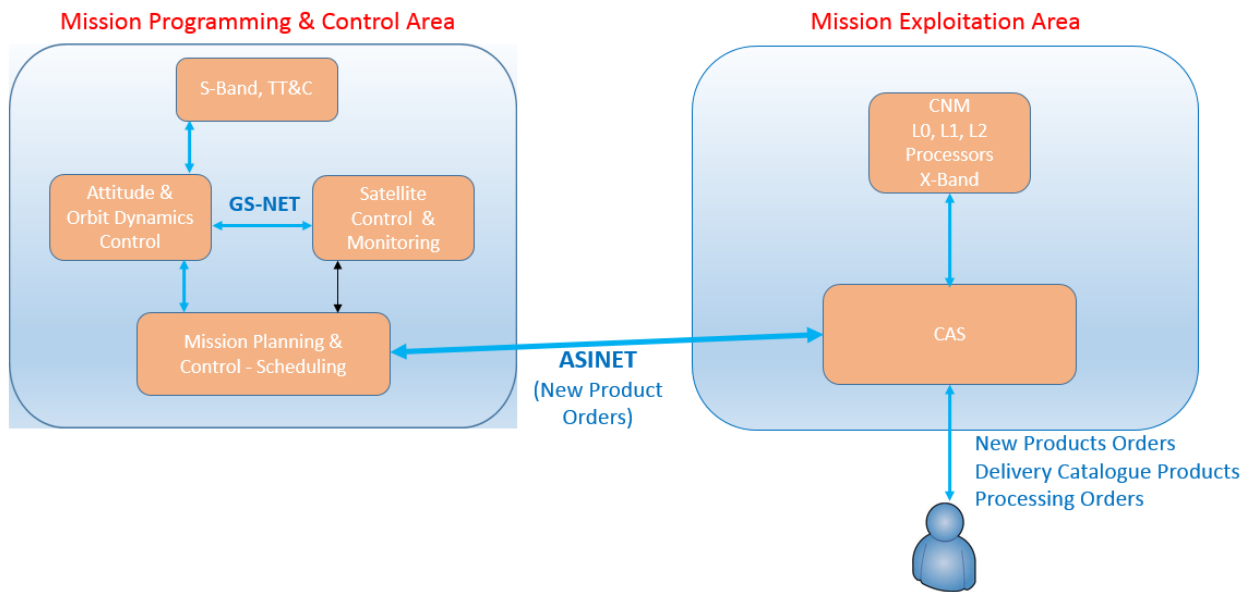 Mission Programming & Control Area
Mission Exploitation Area
S-Band, TT&C
CNM
L0, L1, L2
Processors
X-Band
Attitude &
Orbit Dynamics
Control
GS-NET
Satellite
Control &
Monitoring
Mission Planning &
Control - Scheduling
ASINET
(New Product
Orders)
CAS
New Products Orders
Delivery Catalogue Products
Processing Orders